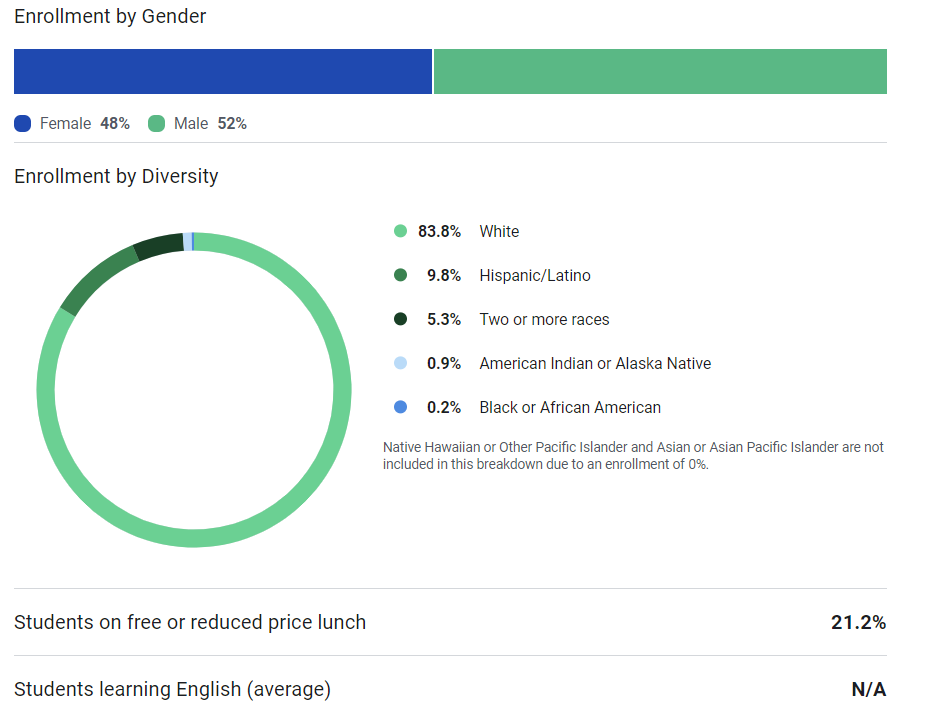 Enrollment by Gender
Female 48% Male 52%
Enrollment by Diversity
83.8% White
9.8% Hispanic/Latino
5.3% Two or more races
0.9% American Indian or Alaska Native
0.2% Black or African American
Native Hawaiian or Other Pacific Islander and Asian or Asian Pacific Islander are not
included in this breakdown due to an enrollment of 0%.
Students on free or reduced price lunch 21.2%
Students learning English (average) N/A